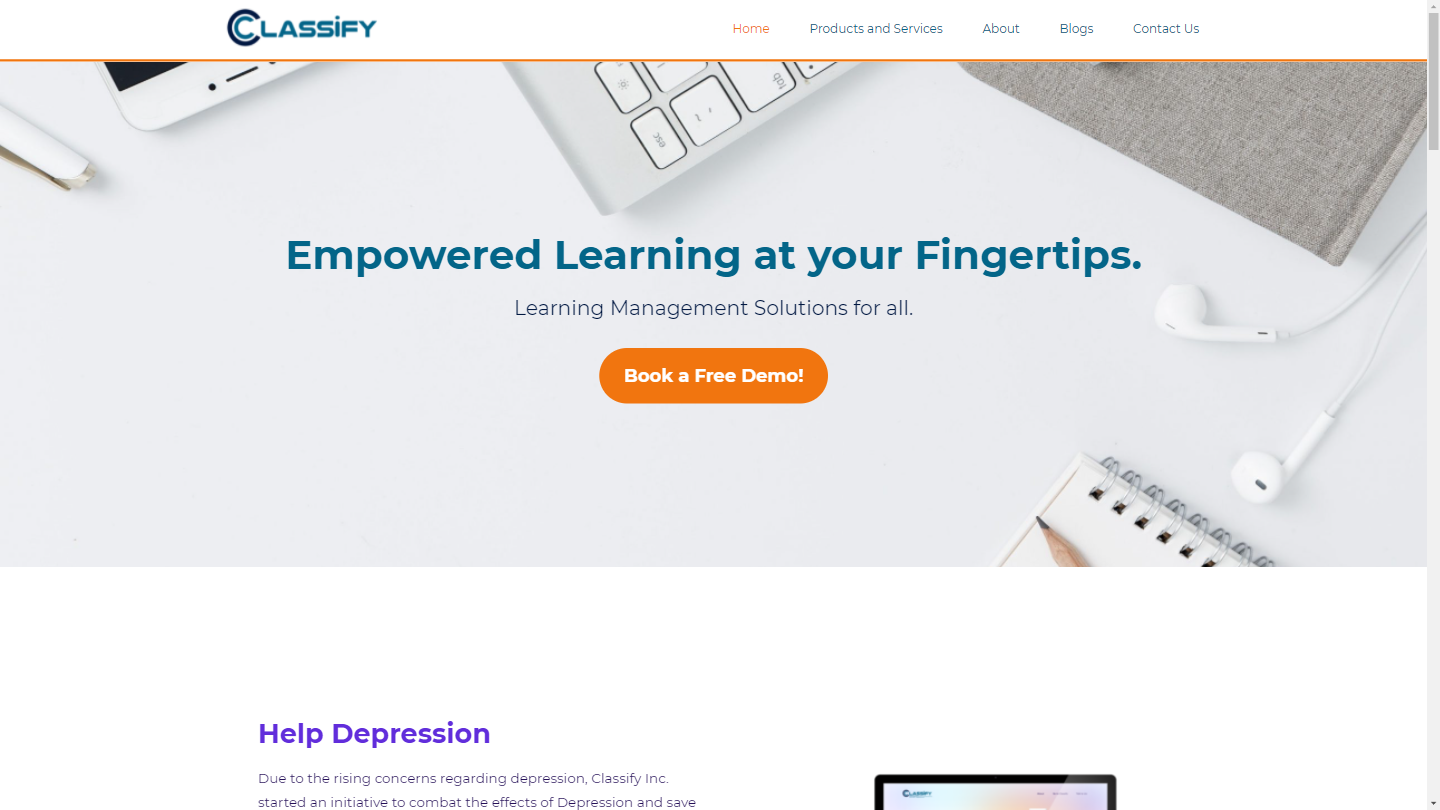 CLASSIFY
Home
Products and Services
About
Blogs
Contact Us
tab
esc
Empowered Learning at your Fingertips.
Learning Management Solutions for all.
Book a Free Demo!
Help Depression
Due to the rising concerns regarding depression, Classify Inc.
started an initiative to combat the effects of Depression and save
CLASSIFY